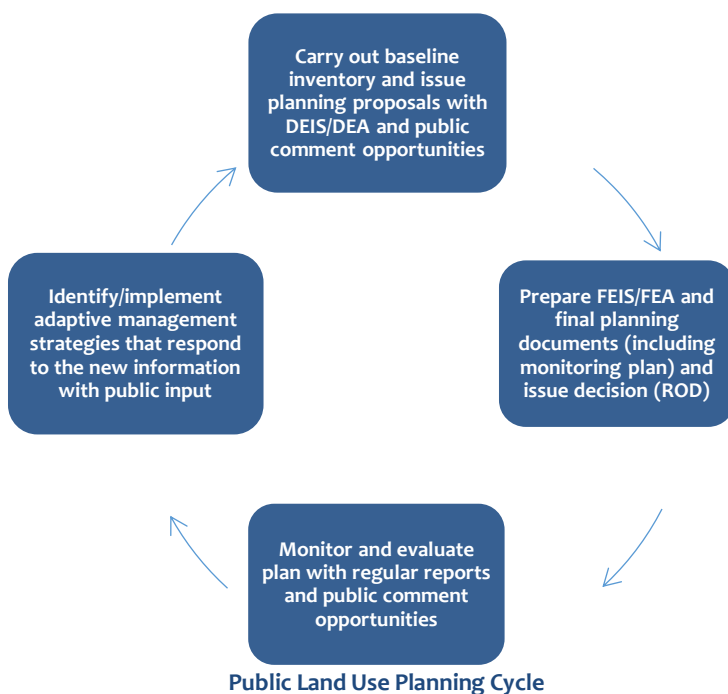 Carry out baseline
inventory and issue
planning proposals with
DEIS/DEA and public
comment opportunities
Prepare FEIS/FEA and
final planning
documents (including
monitoring plan) and
issue decision (ROD)
Monitor and evaluate
plan with regular reports
and public comment
opportunities
Identify/implement
adaptive management
strategies that respond
to the new information
with public input
Public Land Use Planning Cycle